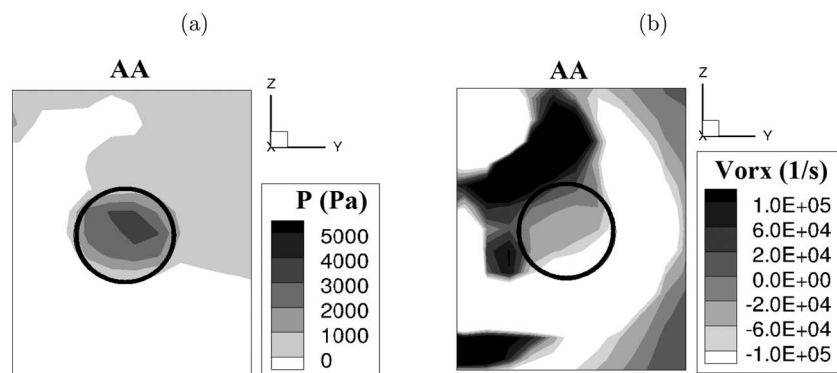 (a)
AA
Z
X
Y
P (Pa)
5000
4000
3000
2000
1000
0
(b)
AA
Z
X
Y
Vorx (1/s)
1.0E+05
6.0E+04
2.0E+04
0.0E+00
-2.0E+04
-6.0E+04
-1.0E+05